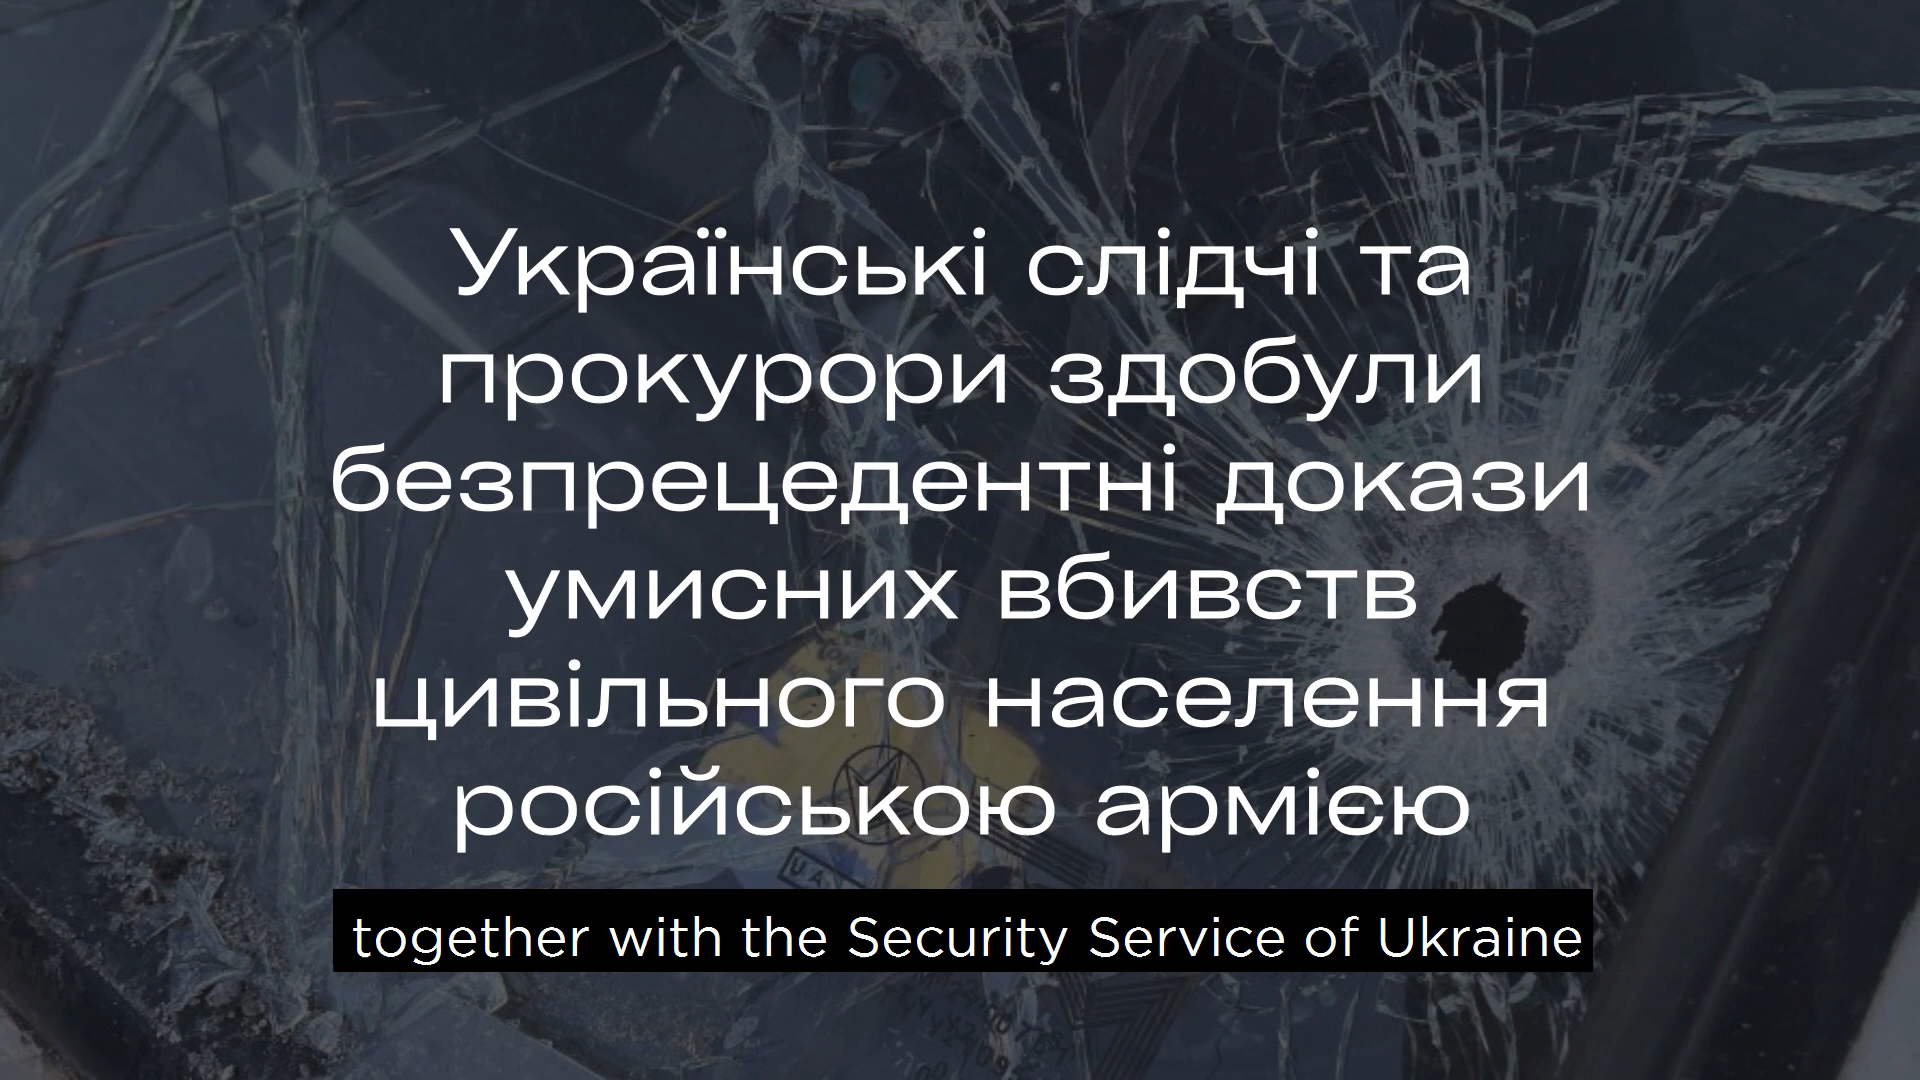 Українські слідчі та
прокурори здобули
безпрецедентні докази
умисних вбивств
цивільного населення
російською армією
together with the Security Service of Ukraine